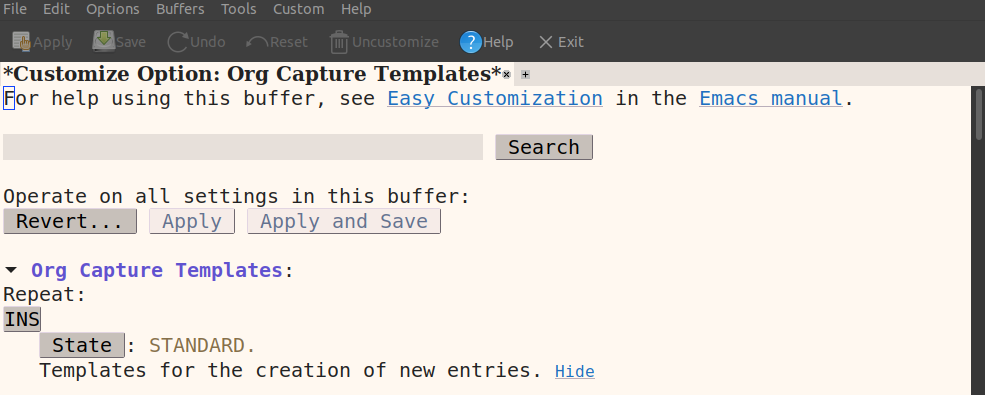 File Edit Options Buffers Tools Custom Help
Apply Save Undo Reset Uncustomize Help Exit
*Customize Option: Org Capture Templates*
For help using this buffer, see Easy Customization in the Emacs manual.
Search
Operate on all settings in this buffer:
Revert... Apply Apply and Save
Org Capture Templates:
Repeat:
INS
State : STANDARD.
Templates for the creation of new entries. Hide